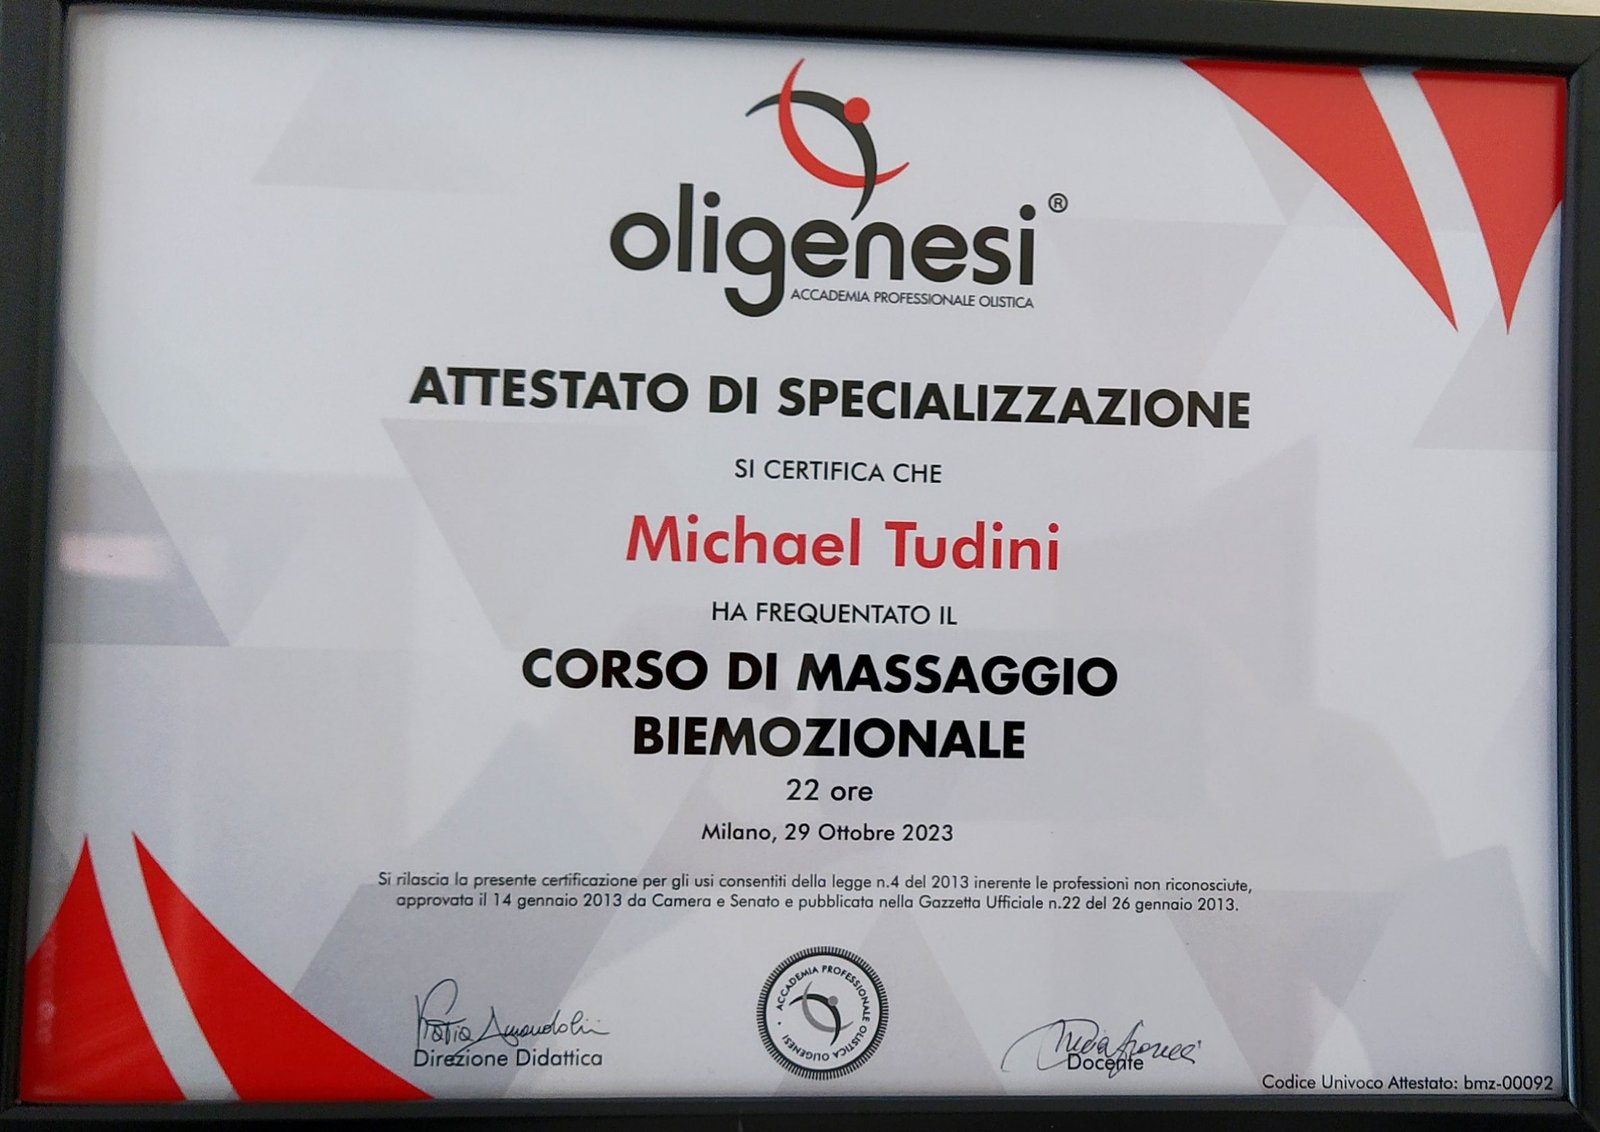 oligenesi®
ACCADEMIA PROFESSIONALE OLISTICA
ATTESTATO DI SPECIALIZZAZIONE
SI CERTIFICA CHE
Michael Tudini
HA FREQUENTATO IL
CORSO DI MASSAGGIO
BIEMOZIONALE
22 ore
Milano, 29 Ottobre 2023
Si rilascia la presente certificazione per gli usi consentiti della legge n.4 del 2013 inerente le professioni non riconosciute,
approvata il 14 gennaio 2013 da Camera e Senato e pubblicata nella Gazzetta Ufficiale n.22 del 26 gennaio 2013.
Direzione Didattica
ACCADEMIA PROFESSIONALE OLISTICA OLIGENESI
Docente
Codice Univoco Attestato: bmz-00092